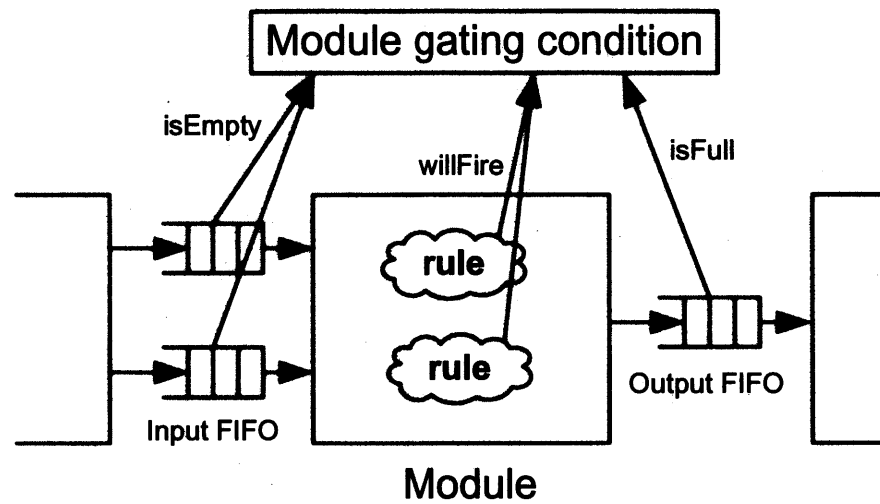 Module gating condition
isEmpty
willFire
isFull
rule
rule
Input FIFO
Output FIFO
Module